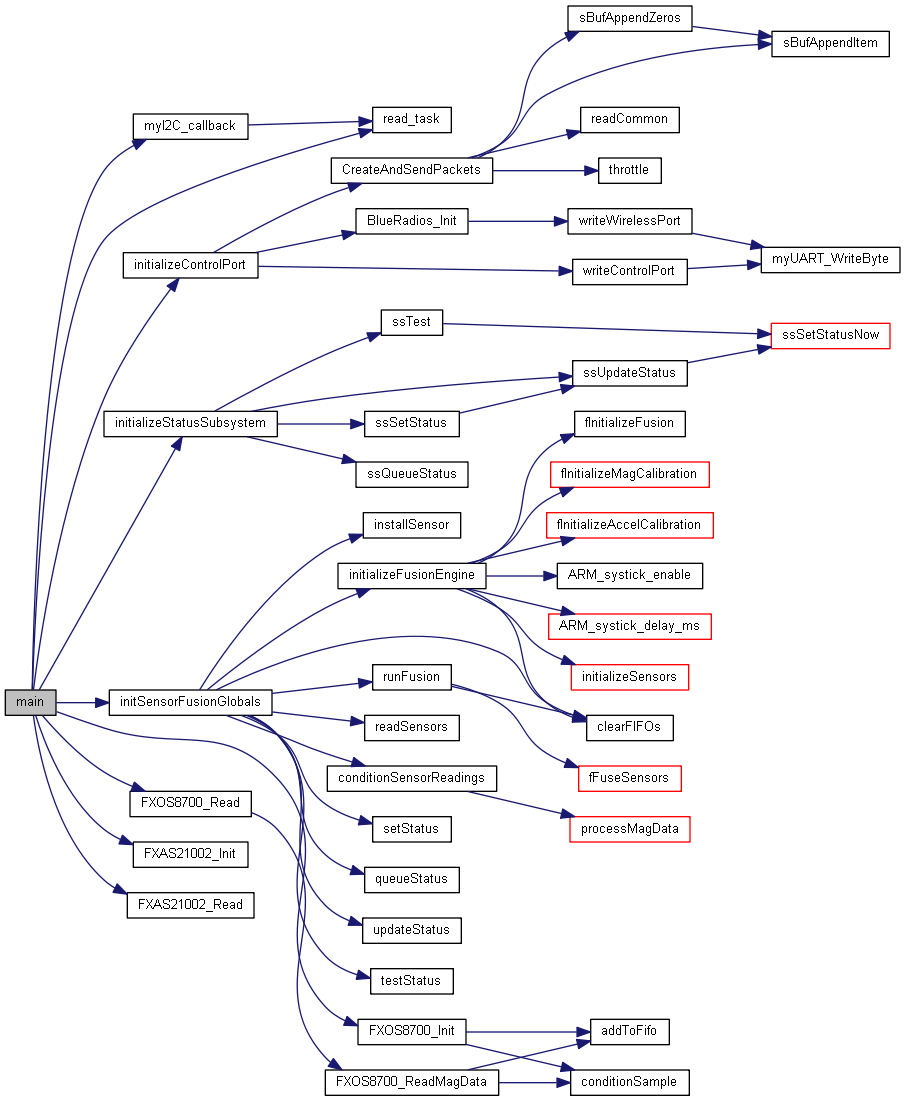 sBufAppendZeros
sBufAppendItem
myI2C_callback
read_task
readCommon
CreateAndSendPackets
throttle
BlueRadios_Init
writeWirelessPort
initializeControlPort
writeControlPort
myUART_WriteByte
ssTest
ssSetStatusNow
ssUpdateStatus
initializeStatusSubsystem
ssSetStatus
fInitializeFusion
ssQueueStatus
fInitializeMagCalibration
installSensor
fInitializeAccelCalibration
initializeFusionEngine
ARM_systick_enable
ARM_systick_delay_ms
runFusion
initializeSensors
main
initSensorFusionGlobals
readSensors
clearFIFOs
conditionSensorReadings
fFuseSensors
FXOS8700_Read
setStatus
processMagData
FXAS21002_Init
queueStatus
FXAS21002_Read
updateStatus
testStatus
FXOS8700_Init
addToFifo
FXOS8700_ReadMagData
conditionSample